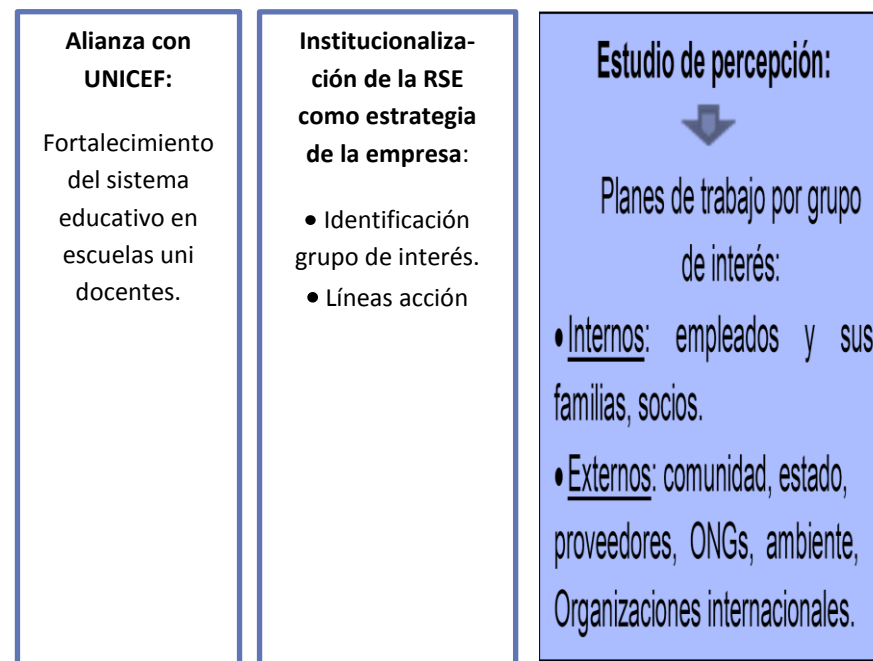 Alianza con
UNICEF:
Fortalecimiento
del sistema
educativo en
escuelas uni
docentes.
Institucionaliza-
ción de la RSE
como estrategia
de la empresa:
• Identificación
grupo de interés.
• Líneas acción
Estudio de percepción:
Planes de trabajo por grupo
de interés:
• Internos: empleados y sus
familias, socios.
• Externos: comunidad, estado,
proveedores, ONGs, ambiente,
Organizaciones internacionales.